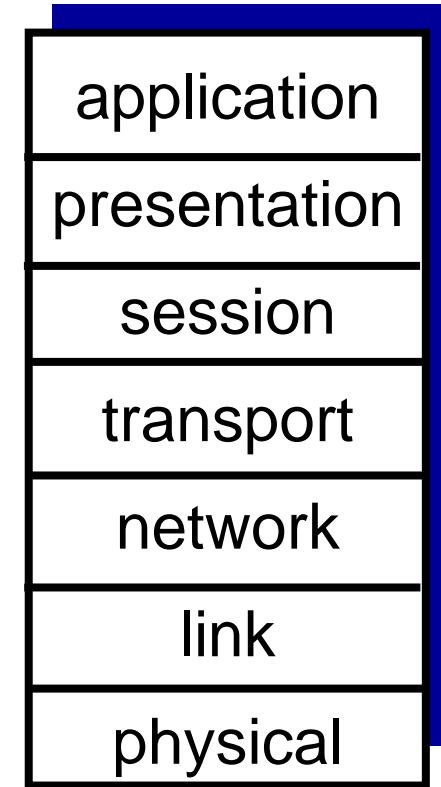 application
presentation
session
transport
network
link
physical